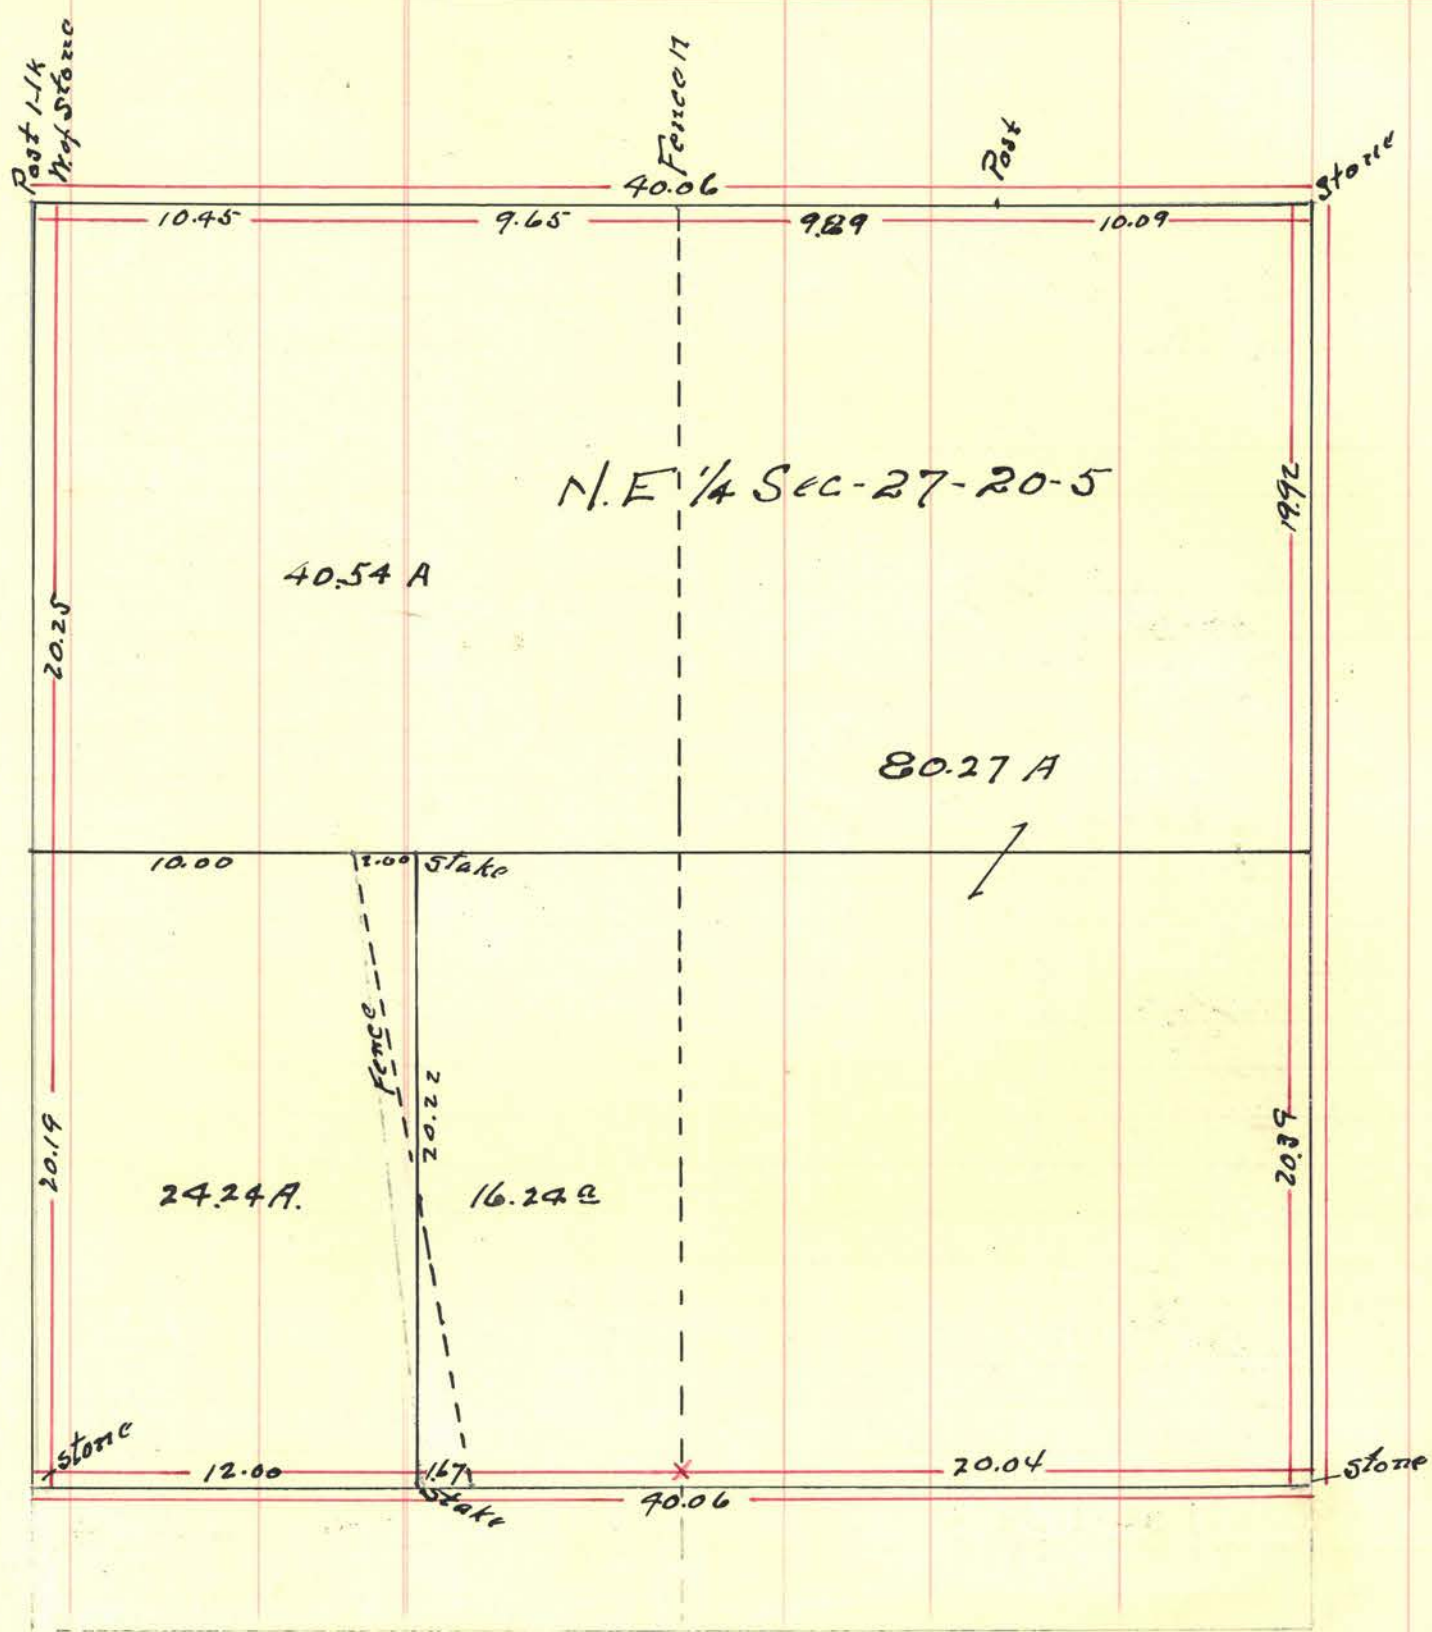 Post 1-lk
W. of Stone
Fence N
Post
Stone
40.06
10.45
9.65
9.89
10.09
N.E 1/4 Sec-27-20-5
19.92
40.54 A
20.25
80.27 A
10.00
2.00
Stake
Fence
20.22
20.19
20.39
24.24 A.
16.24 a
stone
12.00
1.67
20.04
stone
Stake
40.06